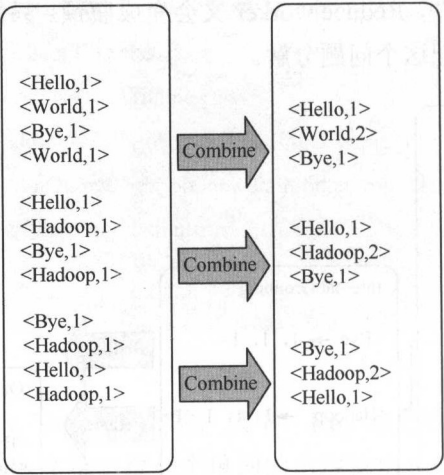 <Hello,1>
<World,1>
<Bye,1>
<World,1>
Combine
<Hello,1>
<World,2>
<Bye,1>
<Hello,1>
<Hadoop,1>
<Bye,1>
<Hadoop,1>
Combine
<Hello,1>
<Hadoop,2>
<Bye,1>
<Bye,1>
<Hadoop,1>
<Hello,1>
<Hadoop,1>
Combine
<Bye,1>
<Hadoop,2>
<Hello,1>